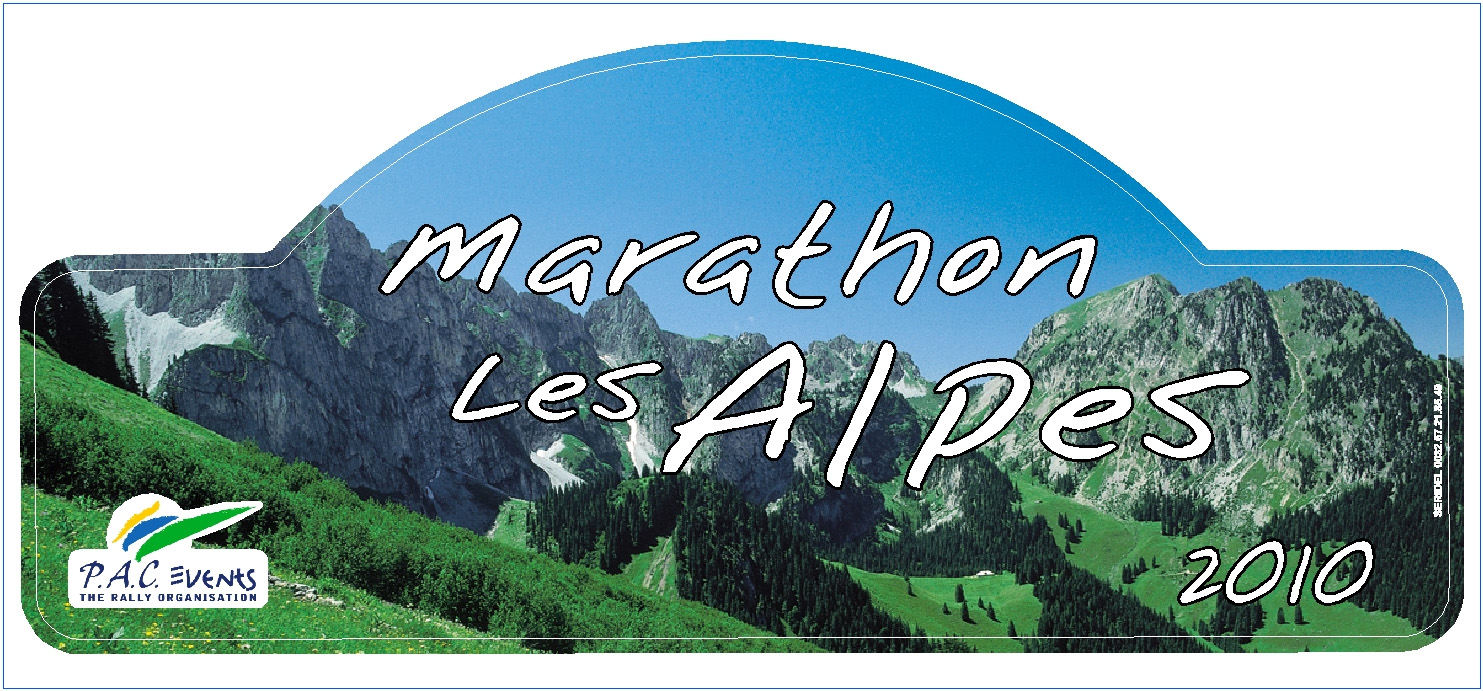 Marathon
Les Alpes
2010
P.A.C. EVENTS
THE RALLY ORGANISATION